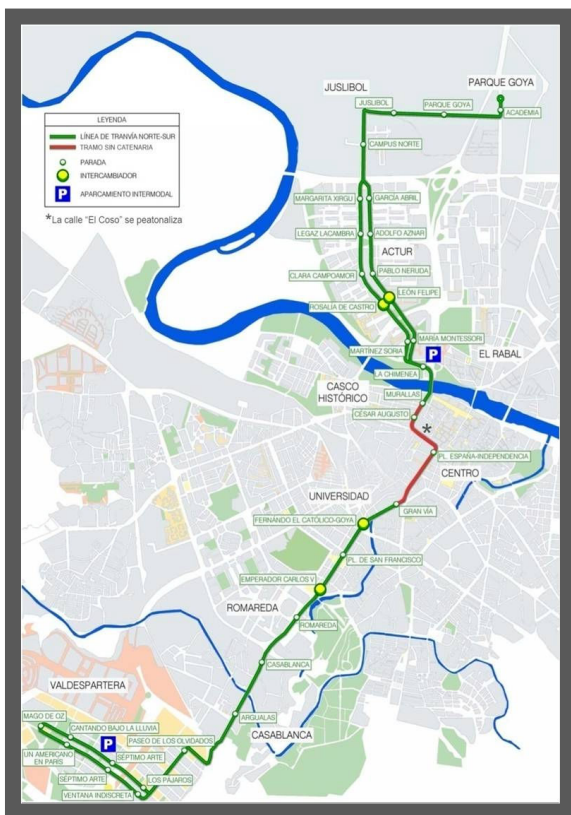 PARQUE GOYA
JUSLIBOL
JUSLIBOL
PARQUE GOYA
ACADEMIA
LEYENDA
LÍNEA DE TRANVÍA NORTE-SUR
TRAMO SIN CATENARIA
PARADA
INTERCAMBIADOR
P APARCAMIENTO INTERMODAL
*La calle "El Coso" se peatonaliza
CAMPUS NORTE
MARGARITA XIRGU
GARCÍA ABRIL
LEGAZ LACAMBRA
ADOLFO AZNAR
ACTUR
CLARA CAMPOAMOR
PABLO NERUDA
LEÓN FELIPE
ROSALÍA DE CASTRO
MARÍA MONTESSORI
MARTÍNEZ SORIA
P
EL RABAL
LA CHIMENEA
CASCO
HISTÓRICO
MURALLAS
CÉSAR AUGUSTO
*
PL. ESPAÑA-INDEPENDENCIA
CENTRO
UNIVERSIDAD
GRAN VÍA
FERNANDO EL CATÓLICO-GOYA
PL. DE SAN FRANCISCO
EMPERADOR CARLOS V
ROMAREDA
ROMAREDA
CASABLANCA
VALDESPARTERA
ARGUALAS
MAGO DE OZ
CANTANDO BAJO LA LLUVIA
CASABLANCA
P
PASEO DE LOS OLVIDADOS
UN AMERICANO
EN PARÍS
SÉPTIMO ARTE
SÉPTIMO ARTE
LOS PÁJAROS
VENTANA INDISCRETA